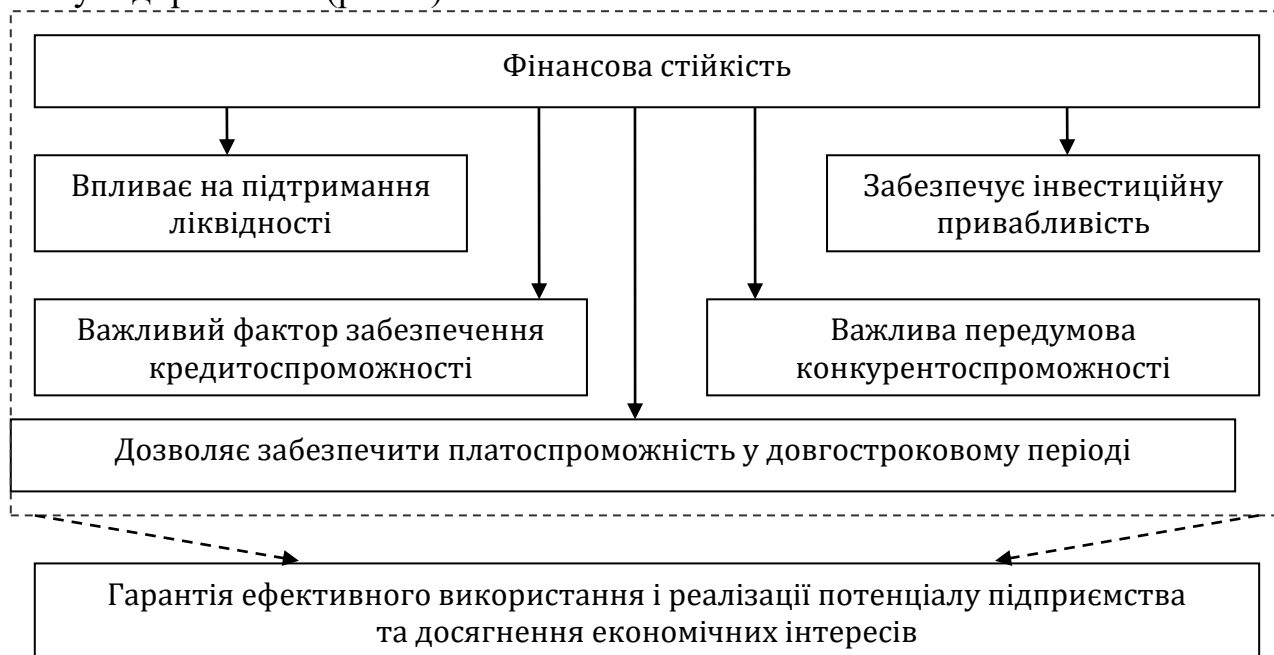 Фінансова стійкість
Впливає на підтримання
ліквідності
Забезпечує інвестиційну
привабливість
Важливий фактор забезпечення
кредитоспроможності
Важлива передумова
конкурентоспроможності
Дозволяє забезпечити платоспроможність у довгостроковому періоді
Гарантія ефективного використання і реалізації потенціалу підприємства
та досягнення економічних інтересів